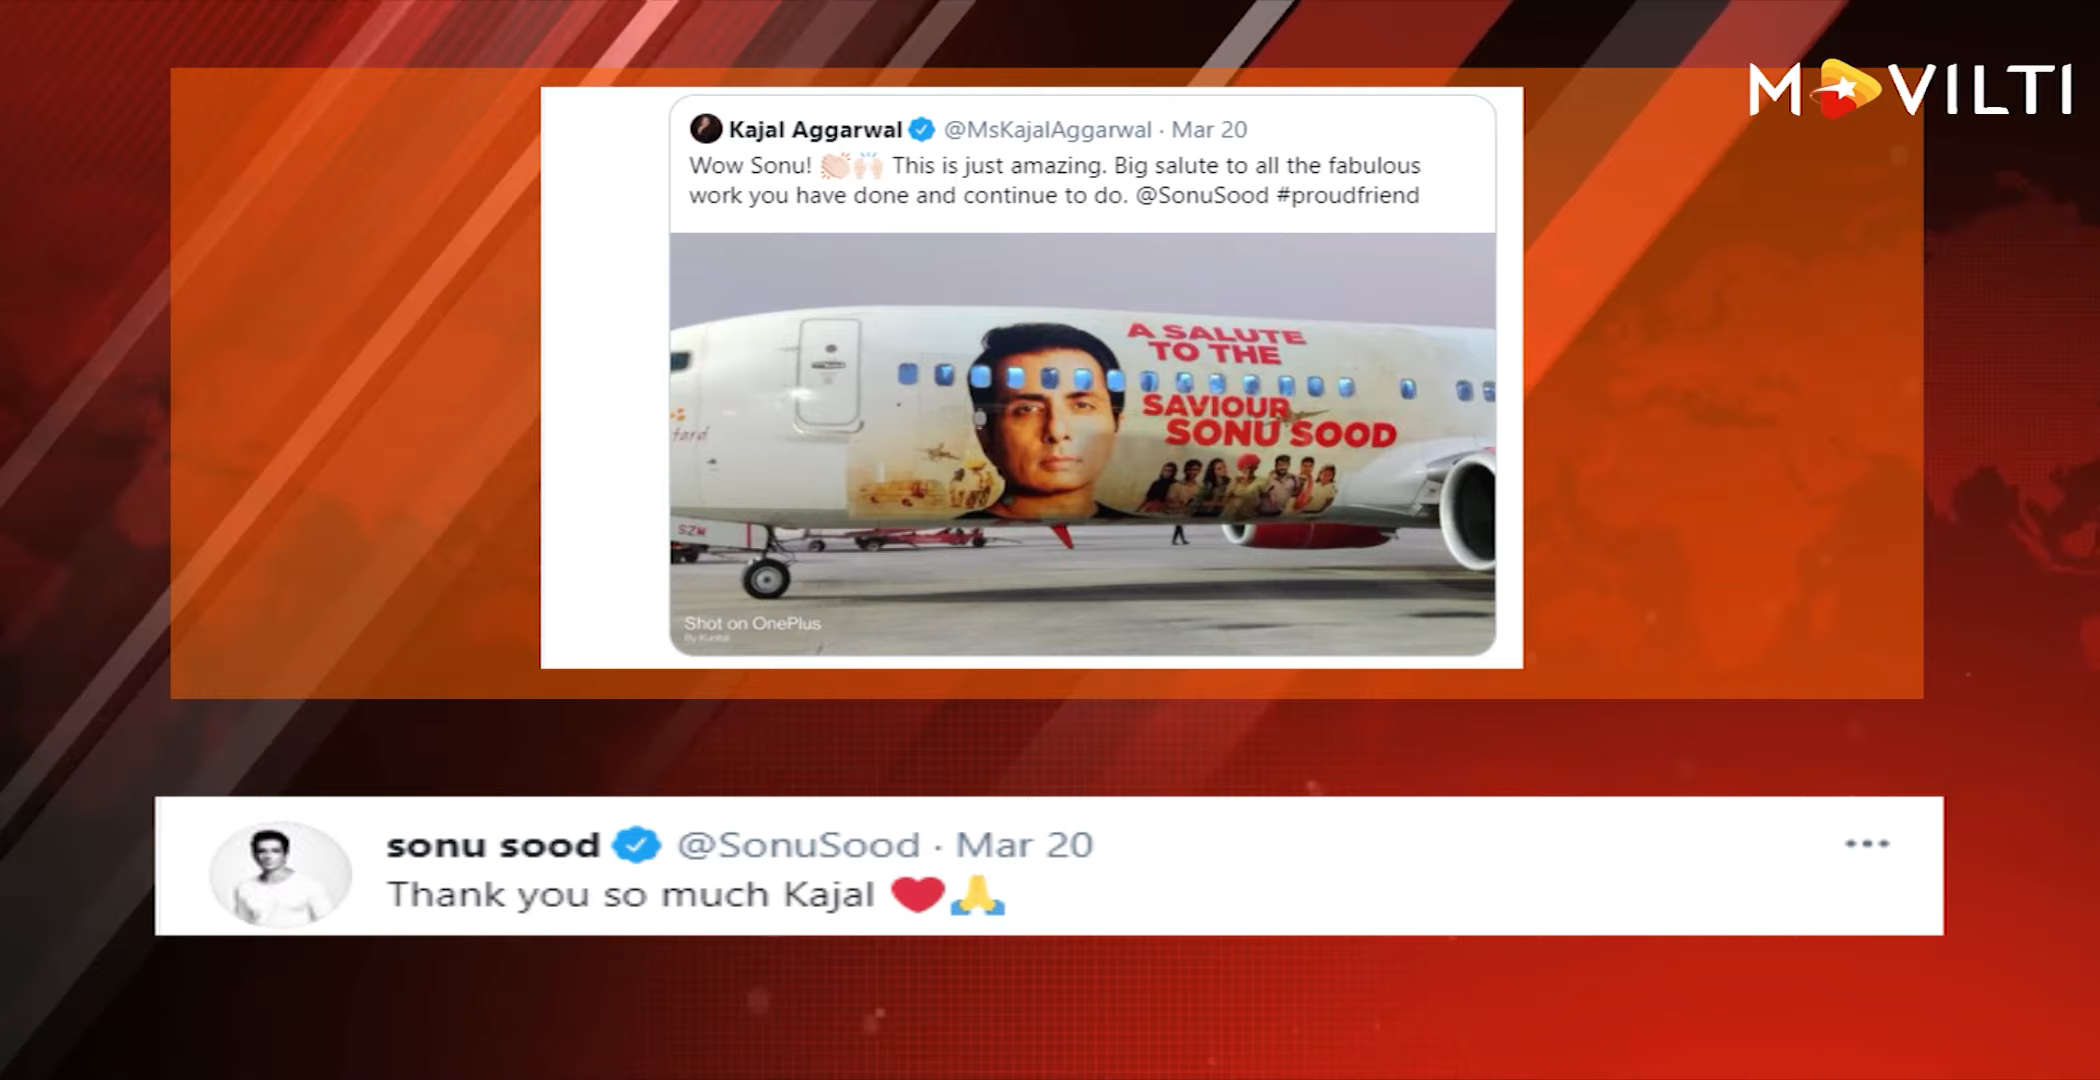 MOVILTI
Kajal Aggarwal @MsKajalAggarwal · Mar 20
Wow Sonu! 👏🏻🙌🏻 This is just amazing. Big salute to all the fabulous
work you have done and continue to do. @SonuSood #proudfriend
A SALUTE
TO THE
SAVIOUR
SONU SOOD
SZM
Shot on OnePlus
sonu sood @SonuSood · Mar 20
Thank you so much Kajal ❤️🙏